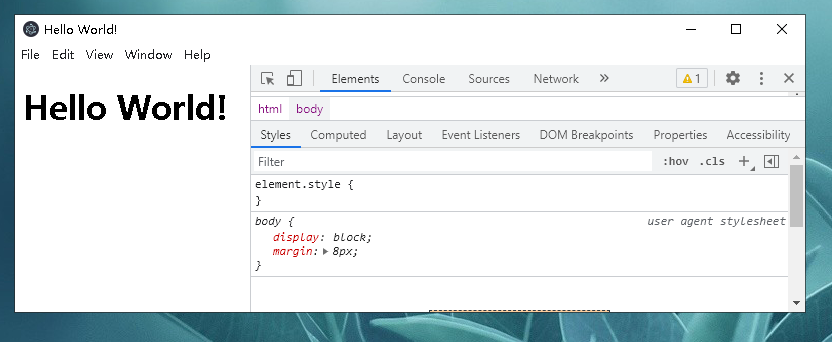 Hello World!
File Edit View Window Help
Elements Console Sources Network » 1
Hello World!
html body
Styles Computed Layout Event Listeners DOM Breakpoints Properties Accessibility
Filter :hov .cls +
element.style {
}
body { user agent stylesheet
display: block;
margin: 8px;
}